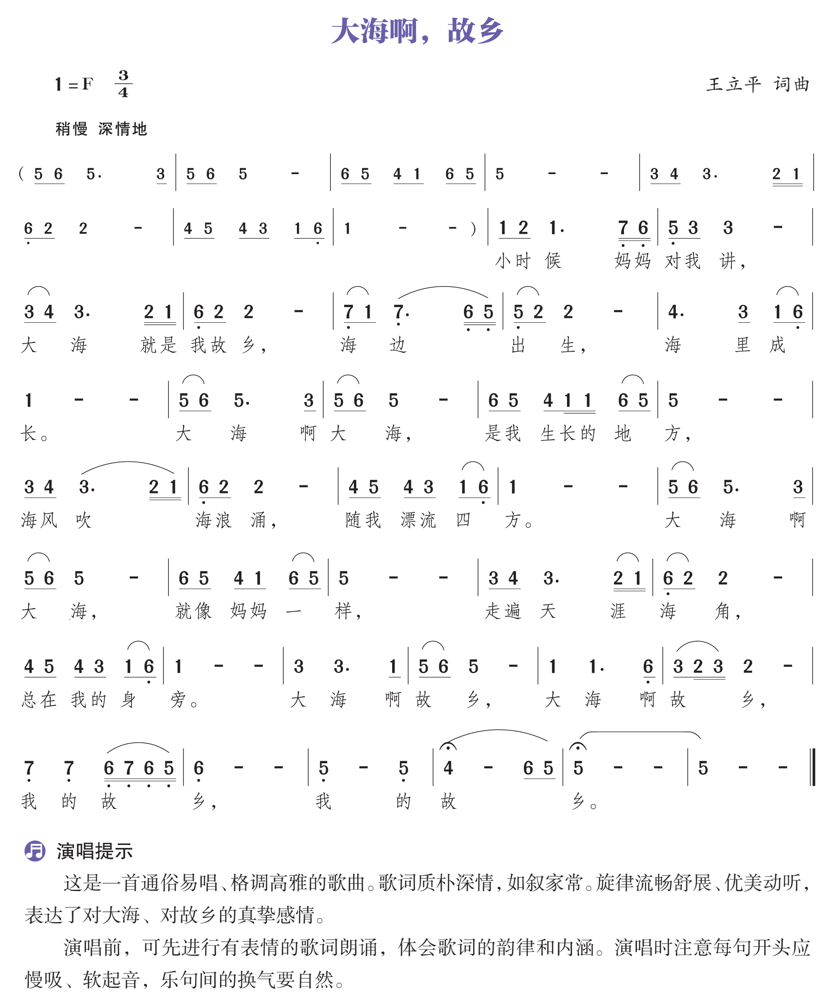 大海啊，故乡
1=F 3/4
王立平 词曲
稍慢 深情地
( 5 6 5. 3 | 5 6 5 - | 6 5 4 1 6 5 | 5 - - | 3 4 3. 2 1 |
6 2 2 - | 4 5 4 3 1 6 | 1 - - ) | 1 2 1. 7 6 | 5 3 3 - |
小时 候 妈妈 对我 讲，
3 4 3. 2 1 | 6 2 2 - | 7 1 7. 6 5 | 5 2 2 - | 4. 3 1 6 |
大 海 就是 我故 乡， 海 边 出 生， 海 里 成
1 - - | 5 6 5. 3 | 5 6 5 - | 6 5 4 1 1 6 5 | 5 - - |
长。 大 海 啊 大 海， 是我 生长的 地 方，
3 4 3. 2 1 | 6 2 2 - | 4 5 4 3 1 6 | 1 - - | 5 6 5. 3 |
海风 吹 海浪 涌， 随我 漂流 四 方。 大 海 啊
5 6 5 - | 6 5 4 1 6 5 | 5 - - | 3 4 3. 2 1 | 6 2 2 - |
大 海， 就像 妈妈 一 样， 走遍 天 涯 海 角，
4 5 4 3 1 6 | 1 - - | 3 3. 1 | 5 6 5 - | 1 1. 6 | 3 2 3 2 - |
总在 我的 身 旁。 大 海 啊 故 乡， 大 海 啊 故 乡，
7 7 6 7 6 5 | 6 - - | 5 - 5 | 4 - 6 5 | 5 - - | 5 - - ‖
我 的 故 乡， 我 的 故 乡。
演唱提示
这是一首通俗易唱、格调高雅的歌曲。歌词质朴深情，如叙家常。旋律流畅舒展、优美动听，
表达了对大海、对故乡的真挚感情。
演唱前，可先进行有表情的歌词朗诵，体会歌词的韵律和内涵。演唱时注意每句开头应
慢吸、软起音，乐句间的换气要自然。